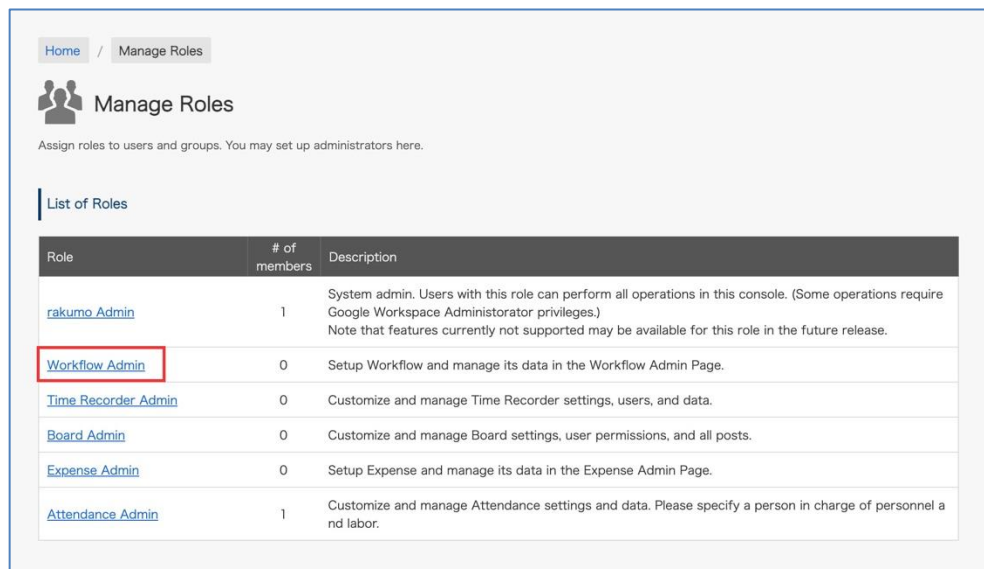 Home / Manage Roles
Manage Roles
Assign roles to users and groups. You may set up administrators here.
List of Roles
Role # of members Description
rakumo Admin 1 System admin. Users with this role can perform all operations in this console. (Some operations require
Google Workspace Administorator privileges.)
Note that features currently not supported may be available for this role in the future release.
Workflow Admin 0 Setup Workflow and manage its data in the Workflow Admin Page.
Time Recorder Admin 0 Customize and manage Time Recorder settings, users, and data.
Board Admin 0 Customize and manage Board settings, user permissions, and all posts.
Expense Admin 0 Setup Expense and manage its data in the Expense Admin Page.
Attendance Admin 1 Customize and manage Attendance settings and data. Please specify a person in charge of personnel a
nd labor.